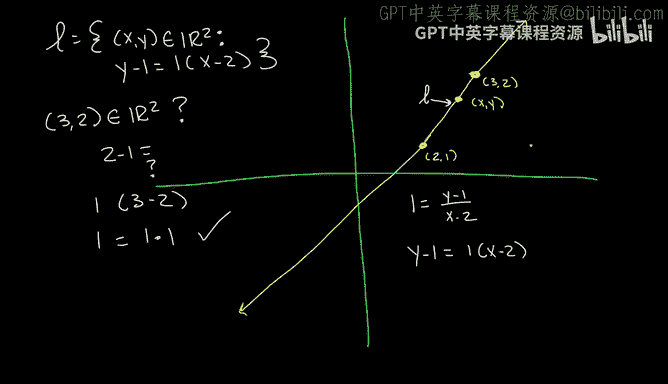 GPT中英字幕课程资源@bilibili
GPT中英字幕课程资源 bilibili
l = { (x,y) ∈ ℝ² :
y-1 = 1(x-2) }
(3,2) ∈ ℝ² ?
2-1 =
?
1 (3-2)
1 = 1·1 ✓
(3,2)
l → (x,y)
(2,1)
1 = \frac{y-1}{x-2}
y-1 = 1(x-2)